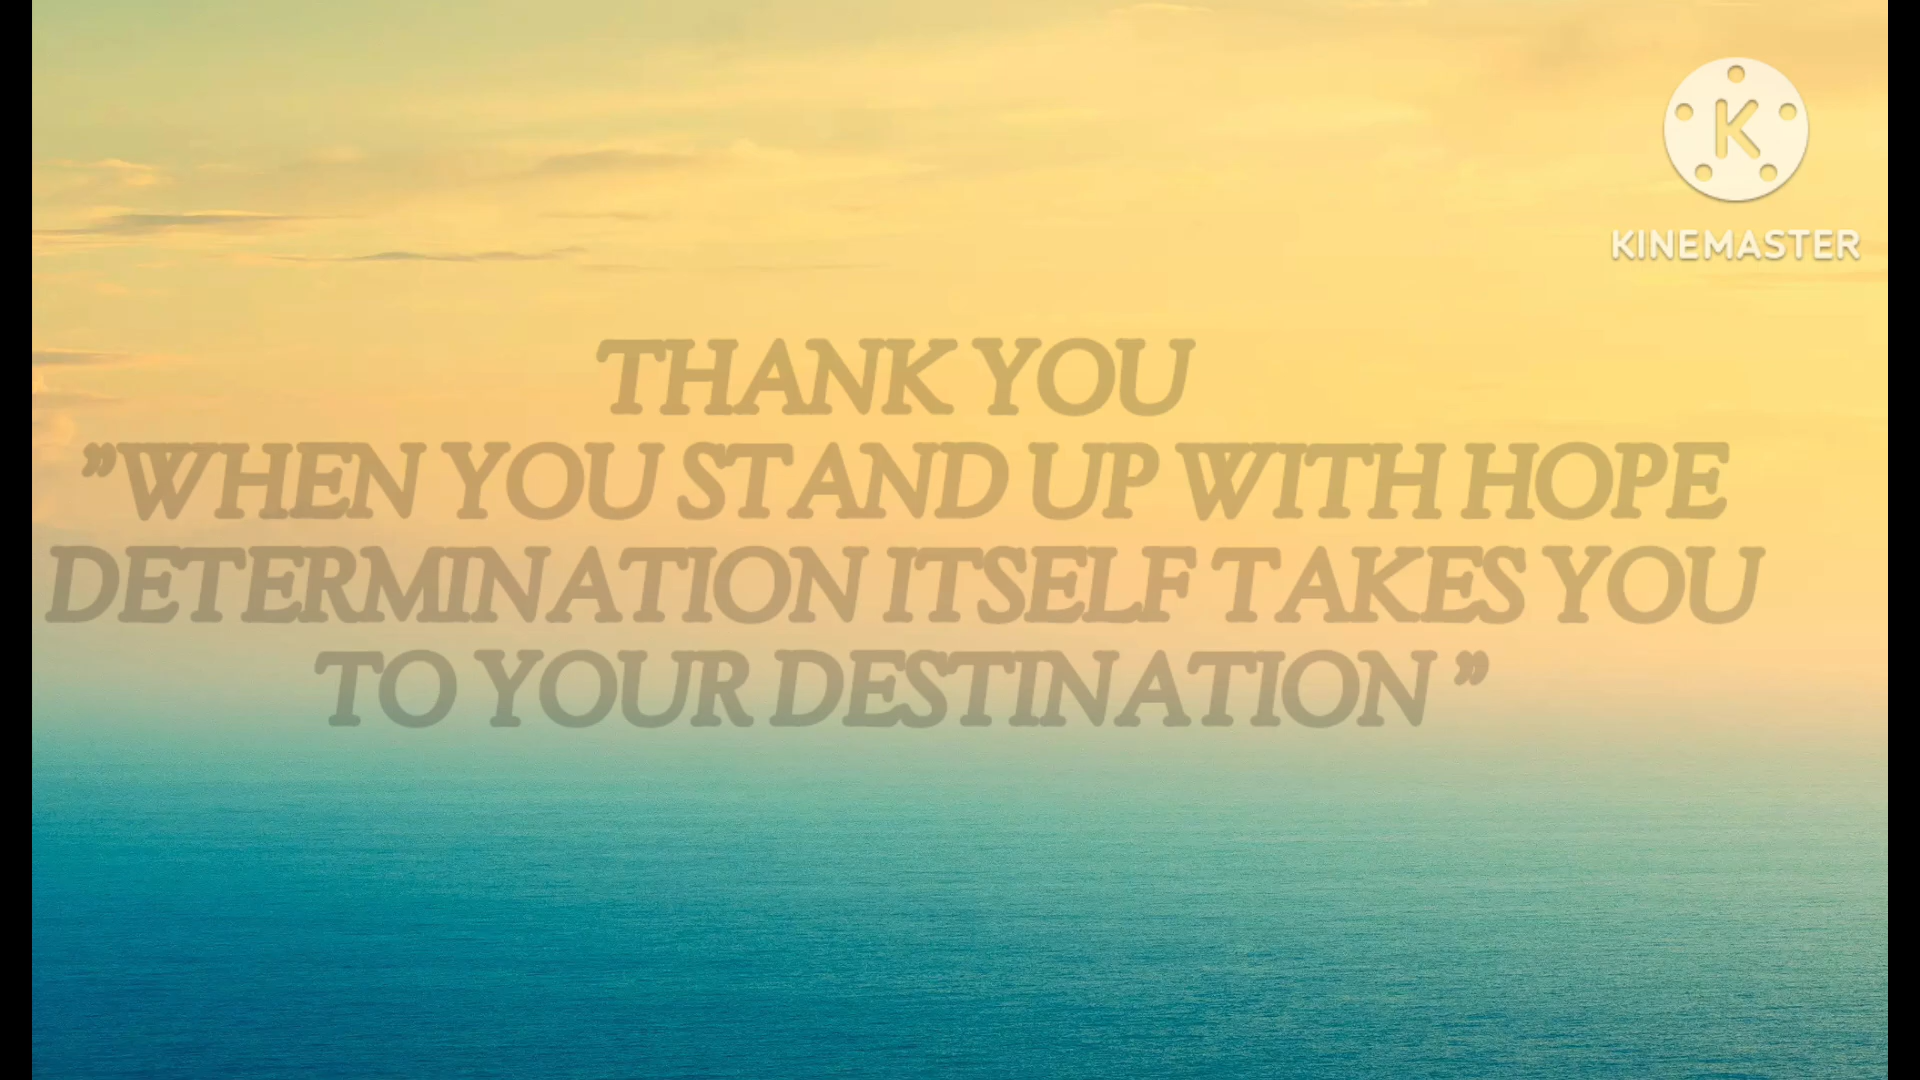 K
KINEMASTER
THANK YOU
”WHEN YOU STAND UP WITH HOPE
DETERMINATION ITSELF TAKES YOU
TO YOUR DESTINATION ”